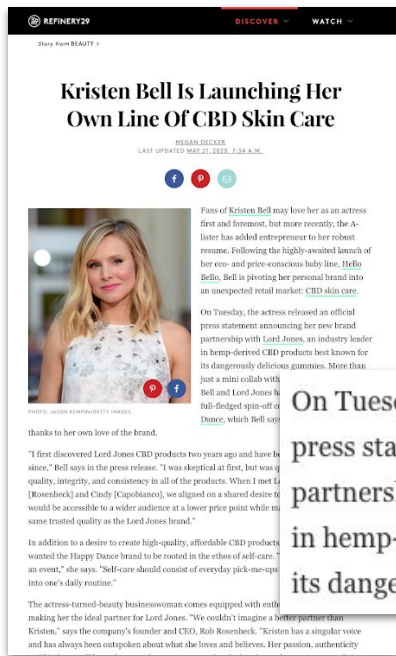 REFINERY29
DISCOVER
WATCH
Story from BEAUTY >
Kristen Bell Is Launching Her
Own Line Of CBD Skin Care
MEGAN DECKER
LAST UPDATED MAY 21, 2020, 7:34 A.M.
Fans of Kristen Bell may love her as an actress
first and foremost, but more recently, the A-
lister has added entrepreneur to her robust
resume. Following the highly-awaited launch of
her eco- and price-conscious baby line, Hello
Bello, Bell is pivoting her personal brand into
an unexpected retail market: CBD skin care.
On Tuesday, the actress released an official
press statement announcing her new brand
partnership with Lord Jones, an industry leader
in hemp-derived CBD products best known for
its dangerously delicious gummies. More than
just a mini collab with
Bell and Lord Jones ha
full-fledged spin-off c
Dance, which Bell say
PHOTO: JASON KEMPIN/GETTY IMAGES.
thanks to her own love of the brand.
"I first discovered Lord Jones CBD products two years ago and have b
since," Bell says in the press release. "I was skeptical at first, but was q
quality, integrity, and consistency in all of the products. When I met L
[Rosenheck] and Cindy [Capobianco], we aligned on a shared desire to
would be accessible to a wider audience at a lower price point while ma
same trusted quality as the Lord Jones brand."
In addition to a desire to create high-quality, affordable CBD products
wanted the Happy Dance brand to be rooted in the ethos of self-care. "
an event," she says. "Self-care should consist of everyday pick-me-ups
into one's daily routine."
The actress-turned-beauty businesswoman comes equipped with enth
making her the ideal partner for Lord Jones. "We couldn't imagine a better partner than
Kristen," says the company's founder and CEO, Rob Rosenheck. "Kristen has a singular voice
and has always been outspoken about what she loves and believes. Her passion, authenticity
On Tues
press sta
partners
in hemp-
its dange